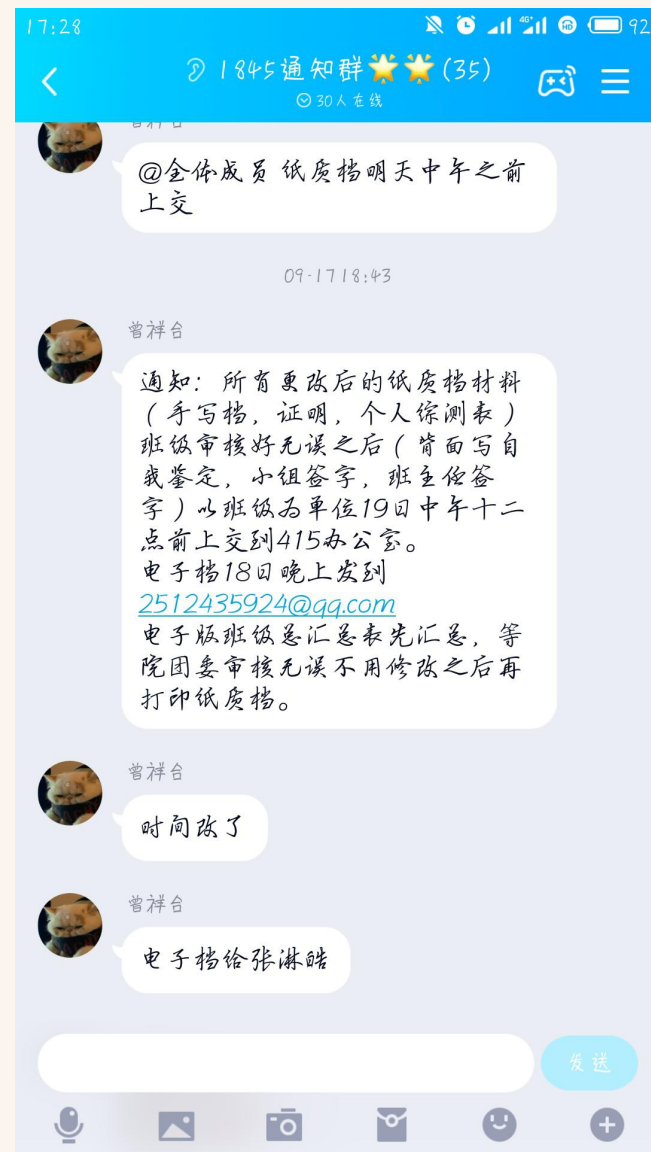 17:28
46
HD
92
1845通知群🌟🌟(35)
30人在线
曾祥台
@全体成员 纸质档明天中午之前
上交
09-17 18:43
曾祥台
通知：所有更改后的纸质档材料
（手写档，证明，个人综测表）
班级审核好无误之后（背面写自
我鉴定，小组签字，班主任签
字）以班级为单位19日中午十二
点前上交到415办公室。
电子档18日晚上发到
2512435924@qq.com
电子版班级总汇总表先汇总，等
院团委审核无误不用修改之后再
打印纸质档。
曾祥台
时间改了
曾祥台
电子档给张淋皓
发送